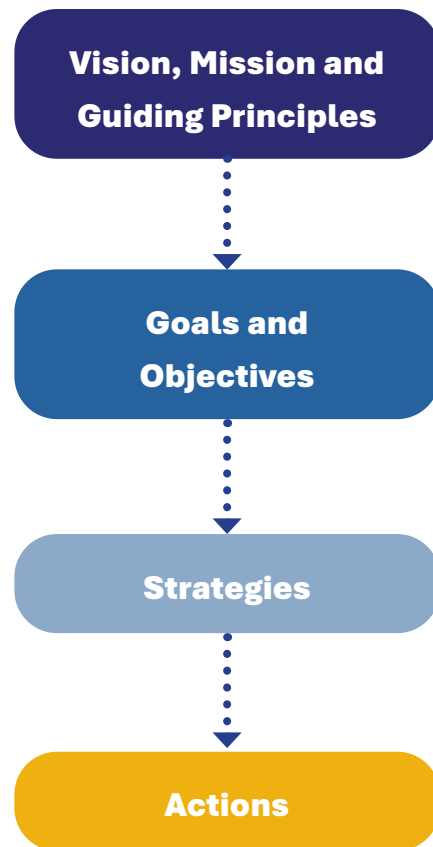 Vision, Mission and
Guiding Principles
Goals and
Objectives
Strategies
Actions